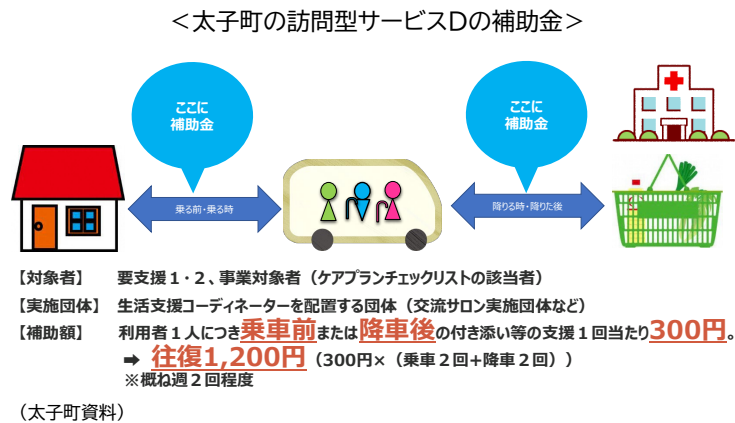 ＜太子町の訪問型サービスDの補助金＞
ここに
補助金
ここに
補助金
乗る前・乗る時
降りる時・降りた後
【対象者】 要支援１・２、事業対象者（ケアプランチェックリストの該当者）
【実施団体】 生活支援コーディネーターを配置する団体（交流サロン実施団体など）
【補助額】 利用者１人につき乗車前または降車後の付き添い等の支援１回当たり300円。
➡ 往復1,200円（300円×（乗車２回+降車２回））
※概ね週２回程度
（太子町資料）